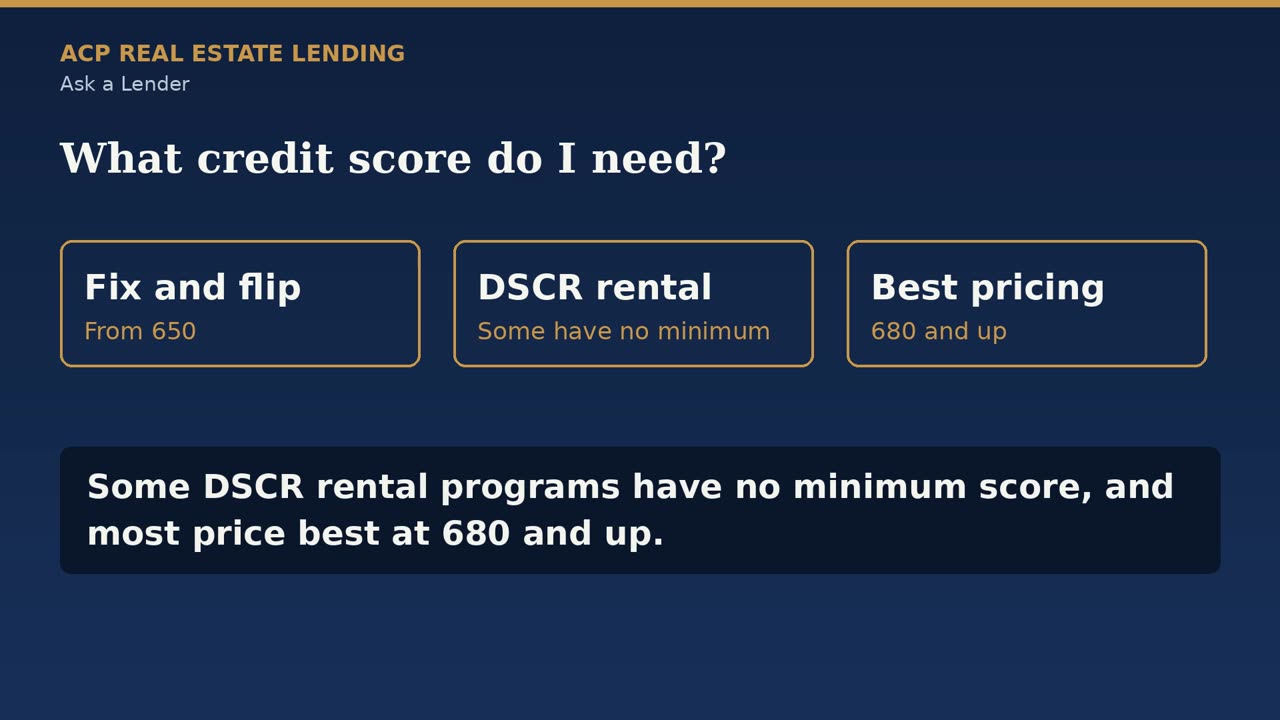 ACP REAL ESTATE LENDING
Ask a Lender
What credit score do I need?
Fix and flip
From 650
DSCR rental
Some have no minimum
Best pricing
680 and up
Some DSCR rental programs have no minimum score, and
most price best at 680 and up.